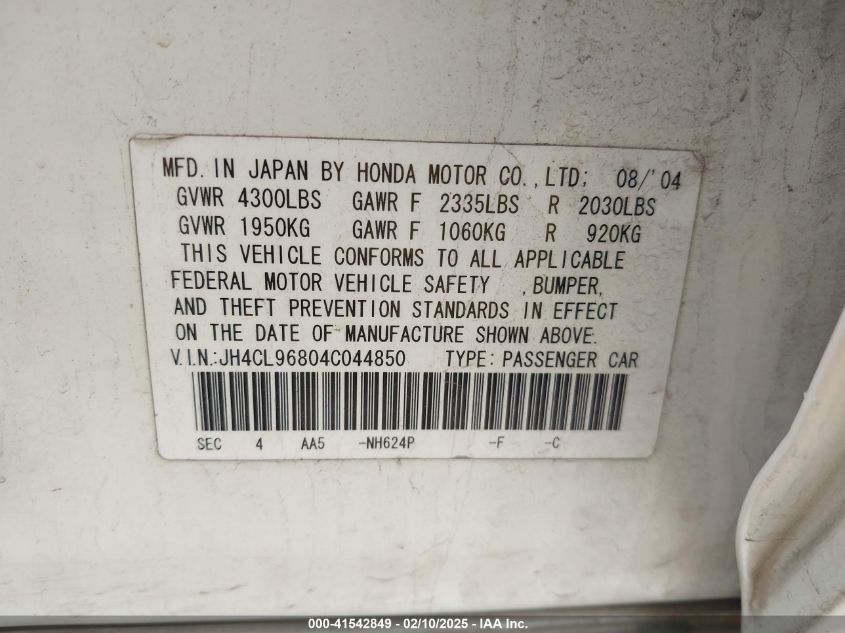 MFD. IN JAPAN BY HONDA MOTOR CO.,LTD; 08/'04
GVWR 4300LBS GAWR F 2335LBS R 2030LBS
GVWR 1950KG GAWR F 1060KG R 920KG
THIS VEHICLE CONFORMS TO ALL APPLICABLE
FEDERAL MOTOR VEHICLE SAFETY ,BUMPER,
AND THEFT PREVENTION STANDARDS IN EFFECT
ON THE DATE OF MANUFACTURE SHOWN ABOVE.
V.I.N.:JH4CL96804C044850 TYPE: PASSENGER CAR
SEC 4 AA5 -NH624P -F -C
000-41542849 - 02/10/2025 - IAA Inc.